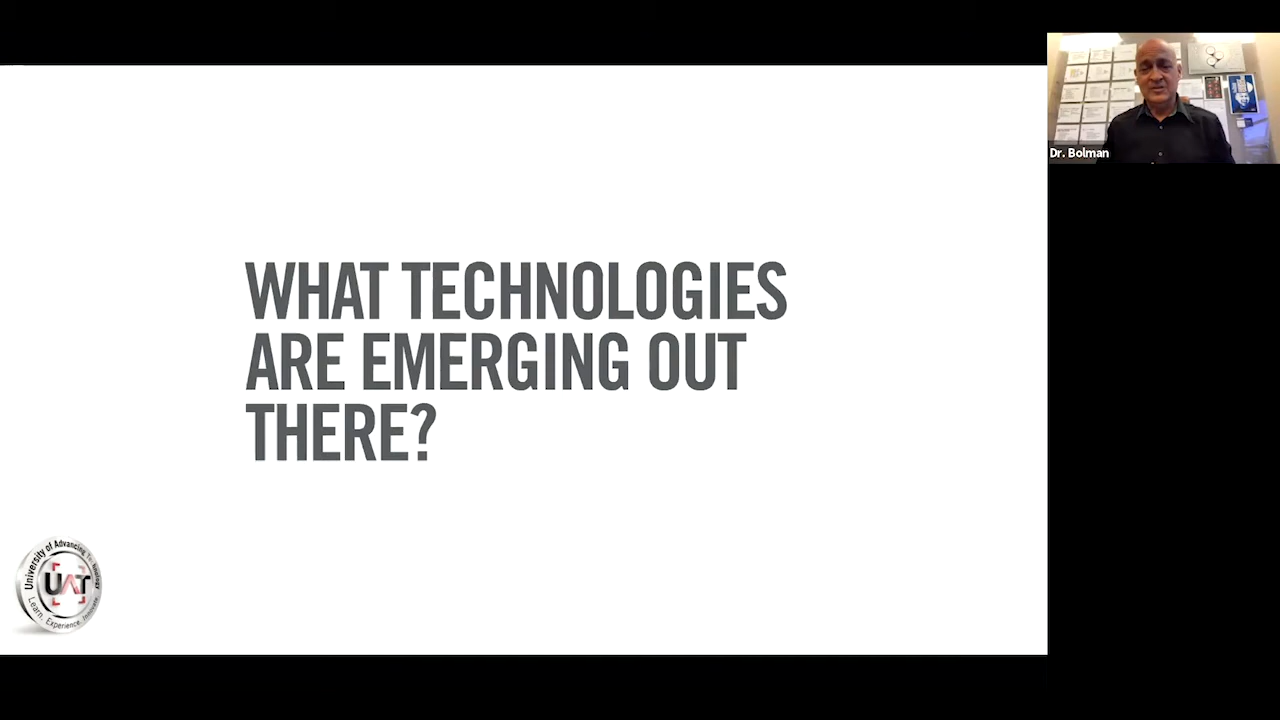 Dr. Bolman
WHAT TECHNOLOGIES
ARE EMERGING OUT
THERE?
University of Advancing Technology
UAT
Learn. Experience. Innovate.